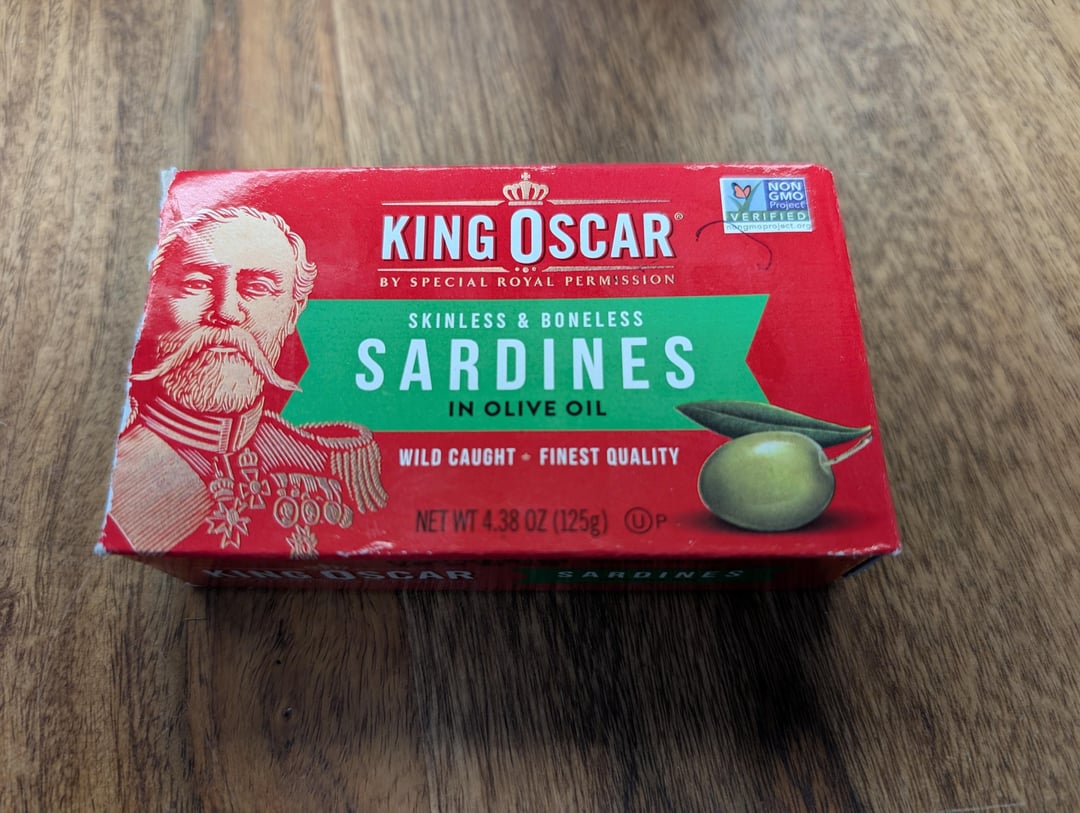 KING OSCAR®
BY SPECIAL ROYAL PERMISSION
NON
GMO
Project
VERIFIED
nongmoproject.org
SKINLESS & BONELESS
SARDINES
IN OLIVE OIL
WILD CAUGHT • FINEST QUALITY
NET WT 4.38 OZ (125g) ⓊP
KING OSCAR SARDINES